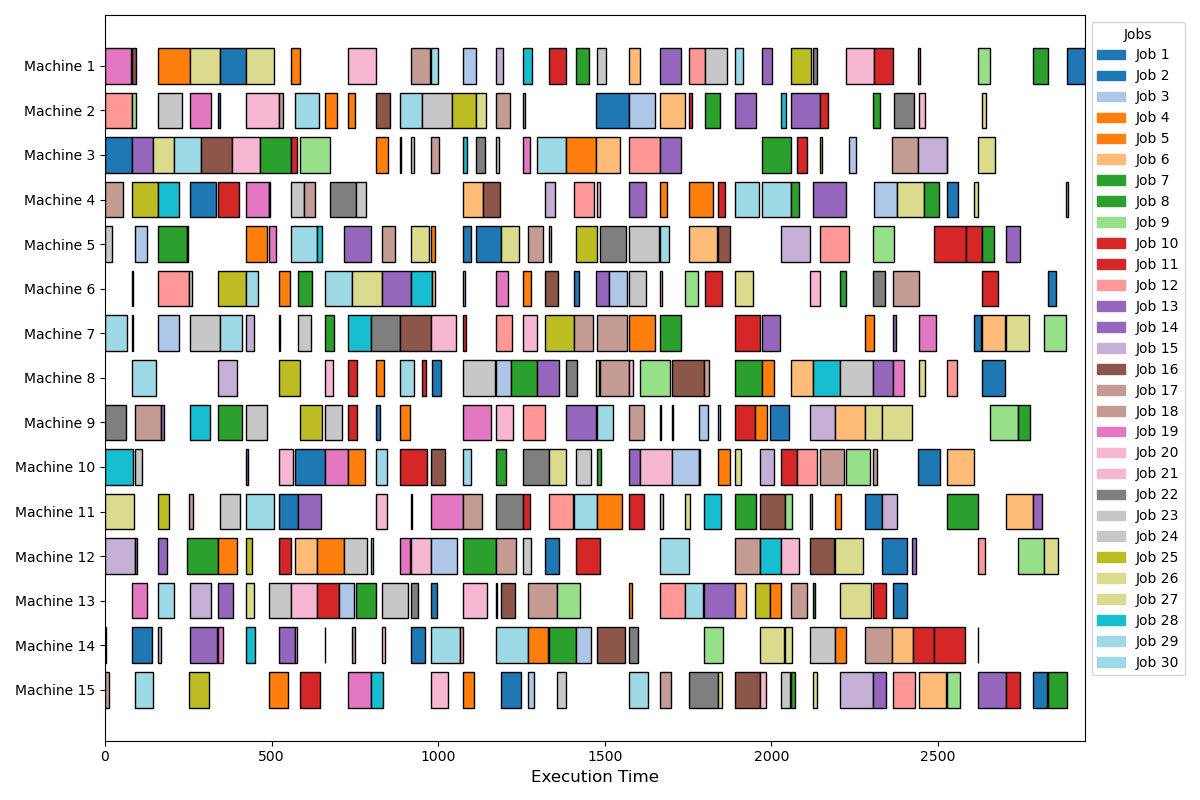 Jobs
Machine 1
Machine 2
Machine 3
Machine 4
Machine 5
Machine 6
Machine 7
Machine 8
Machine 9
Machine 10
Machine 11
Machine 12
Machine 13
Machine 14
Machine 15
Job 1
Job 2
Job 3
Job 4
Job 5
Job 6
Job 7
Job 8
Job 9
Job 10
Job 11
Job 12
Job 13
Job 14
Job 15
Job 16
Job 17
Job 18
Job 19
Job 20
Job 21
Job 22
Job 23
Job 24
Job 25
Job 26
Job 27
Job 28
Job 29
Job 30
0 500 1000 1500 2000 2500
Execution Time